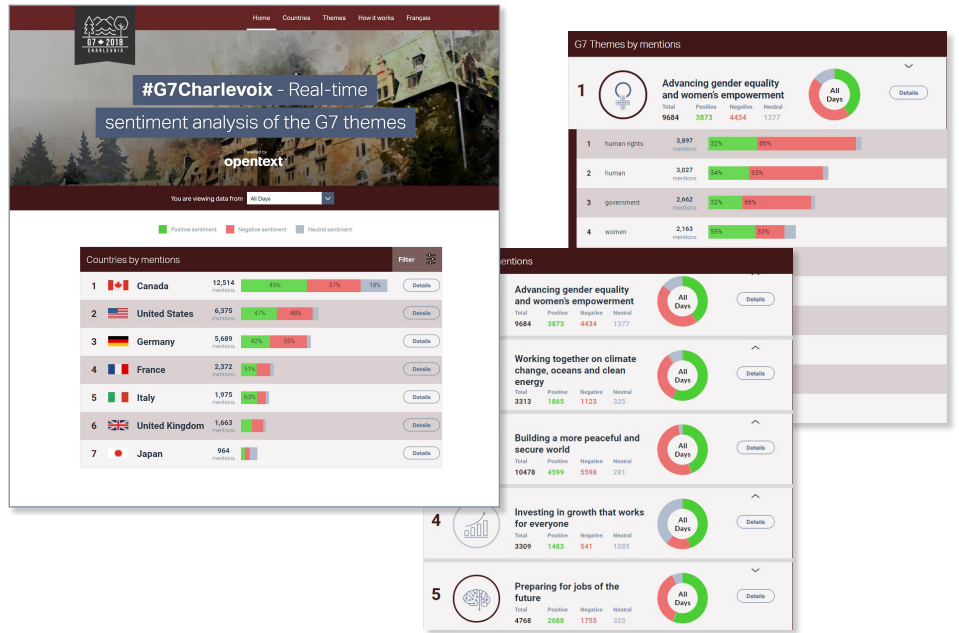 Home Countries Themes How it works Français
G7 2018
CHARLEVOIX
#G7Charlevoix - Real-time
sentiment analysis of the G7 themes
Powered by
opentext
You are viewing data from All Days
Positive sentiment Negative sentiment Neutral sentiment
Countries by mentions Filter
1 Canada 12,514 mentions 45% 37% 18% Details
2 United States 6,375 mentions 47% 48% Details
3 Germany 5,689 mentions 42% 55% Details
4 France 2,372 mentions 51% Details
5 Italy 1,975 mentions 63% Details
6 United Kingdom 1,663 mentions Details
7 Japan 964 mentions Details
G7 Themes by mentions
1 Advancing gender equality
and women's empowerment
All
Days
Details
Total Positive Negative Neutral
9684 3873 4434 1377
1 human rights 3,897 mentions 32% 66%
2 human 3,027 mentions 34% 63%
3 government 2,662 mentions 32% 66%
4 women 2,163 mentions 55% 33%
entions
Advancing gender equality
and women's empowerment
All
Days
Details
Total Positive Negative Neutral
9684 3873 4434 1377
Working together on climate
change, oceans and clean
energy
All
Days
Details
Total Positive Negative Neutral
3313 1865 1123 325
Building a more peaceful and
secure world
All
Days
Details
Total Positive Negative Neutral
10478 4599 5598 281
4 Investing in growth that works
for everyone
All
Days
Details
Total Positive Negative Neutral
3309 1483 541 1285
5 Preparing for jobs of the
future
All
Days
Details
Total Positive Negative Neutral
4768 2688 1755 325